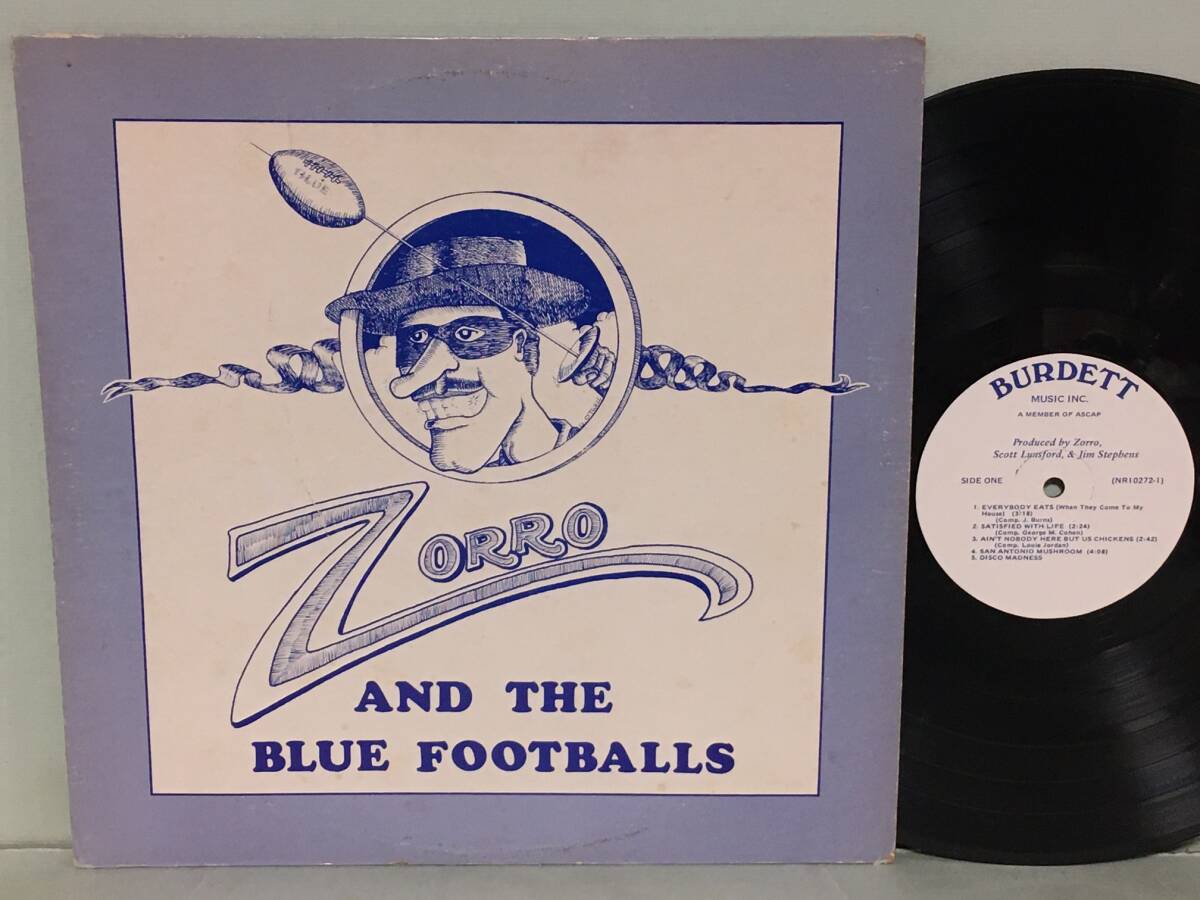 BLUE
ZORRO
AND THE
BLUE FOOTBALLS
BURDETT
MUSIC INC.
A MEMBER OF ASCAP
Produced by Zorro,
Scott Lunsford, & Jim Stephens
SIDE ONE (NR10272-1)
1. EVERYBODY EATS (When They Come To My
House) (3:18)
(Comp. J. Burns)
2. SATISFIED WITH LIFE (2:24)
(Comp. George M. Cohen)
3. AIN'T NOBODY HERE BUT US CHICKENS (2:42)
(Comp. Louis Jordan)
4. SAN ANTONIO MUSHROOM (4:08)
5. DISCO MADNESS